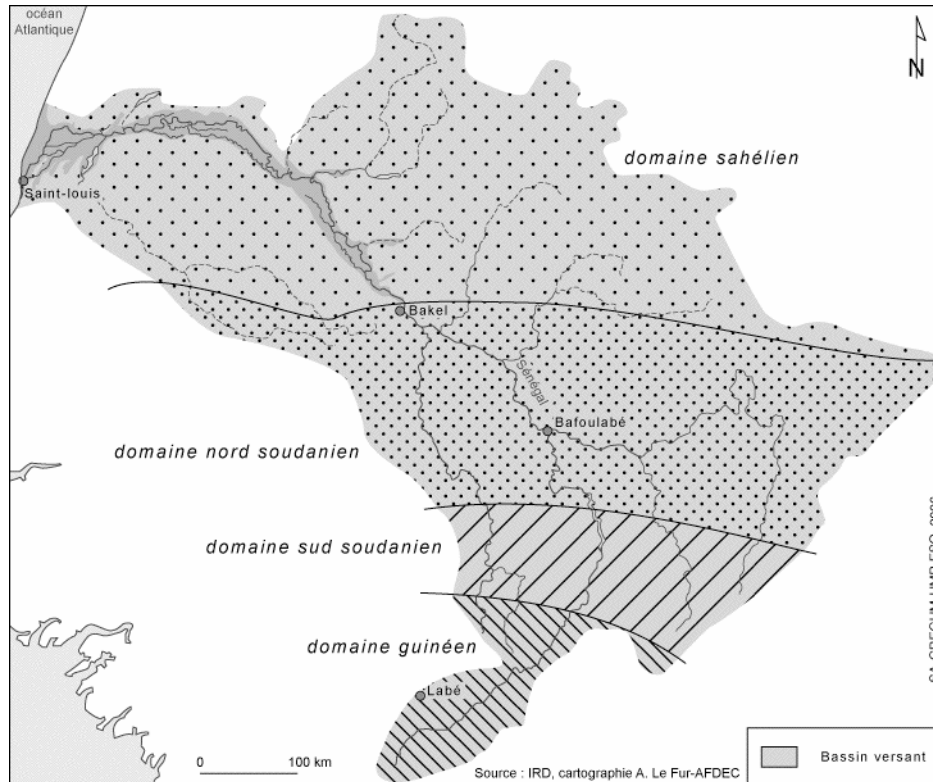 océan
Atlantique
N
domaine sahélien
Saint-louis
Bakel
Sénégal
Bafoulabé
domaine nord soudanien
domaine sud soudanien
domaine guinéen
Labé
0 100 km
Source : IRD, cartographie A. Le Fur-AFDEC
Bassin versant